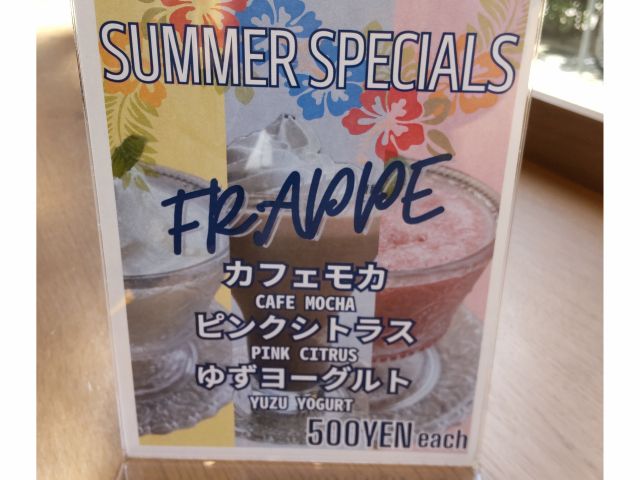 SUMMER SPECIALS
FRAPPE
カフェモカ
CAFE MOCHA
ピンクシトラス
PINK CITRUS
ゆずヨーグルト
YUZU YOGURT
500YEN each